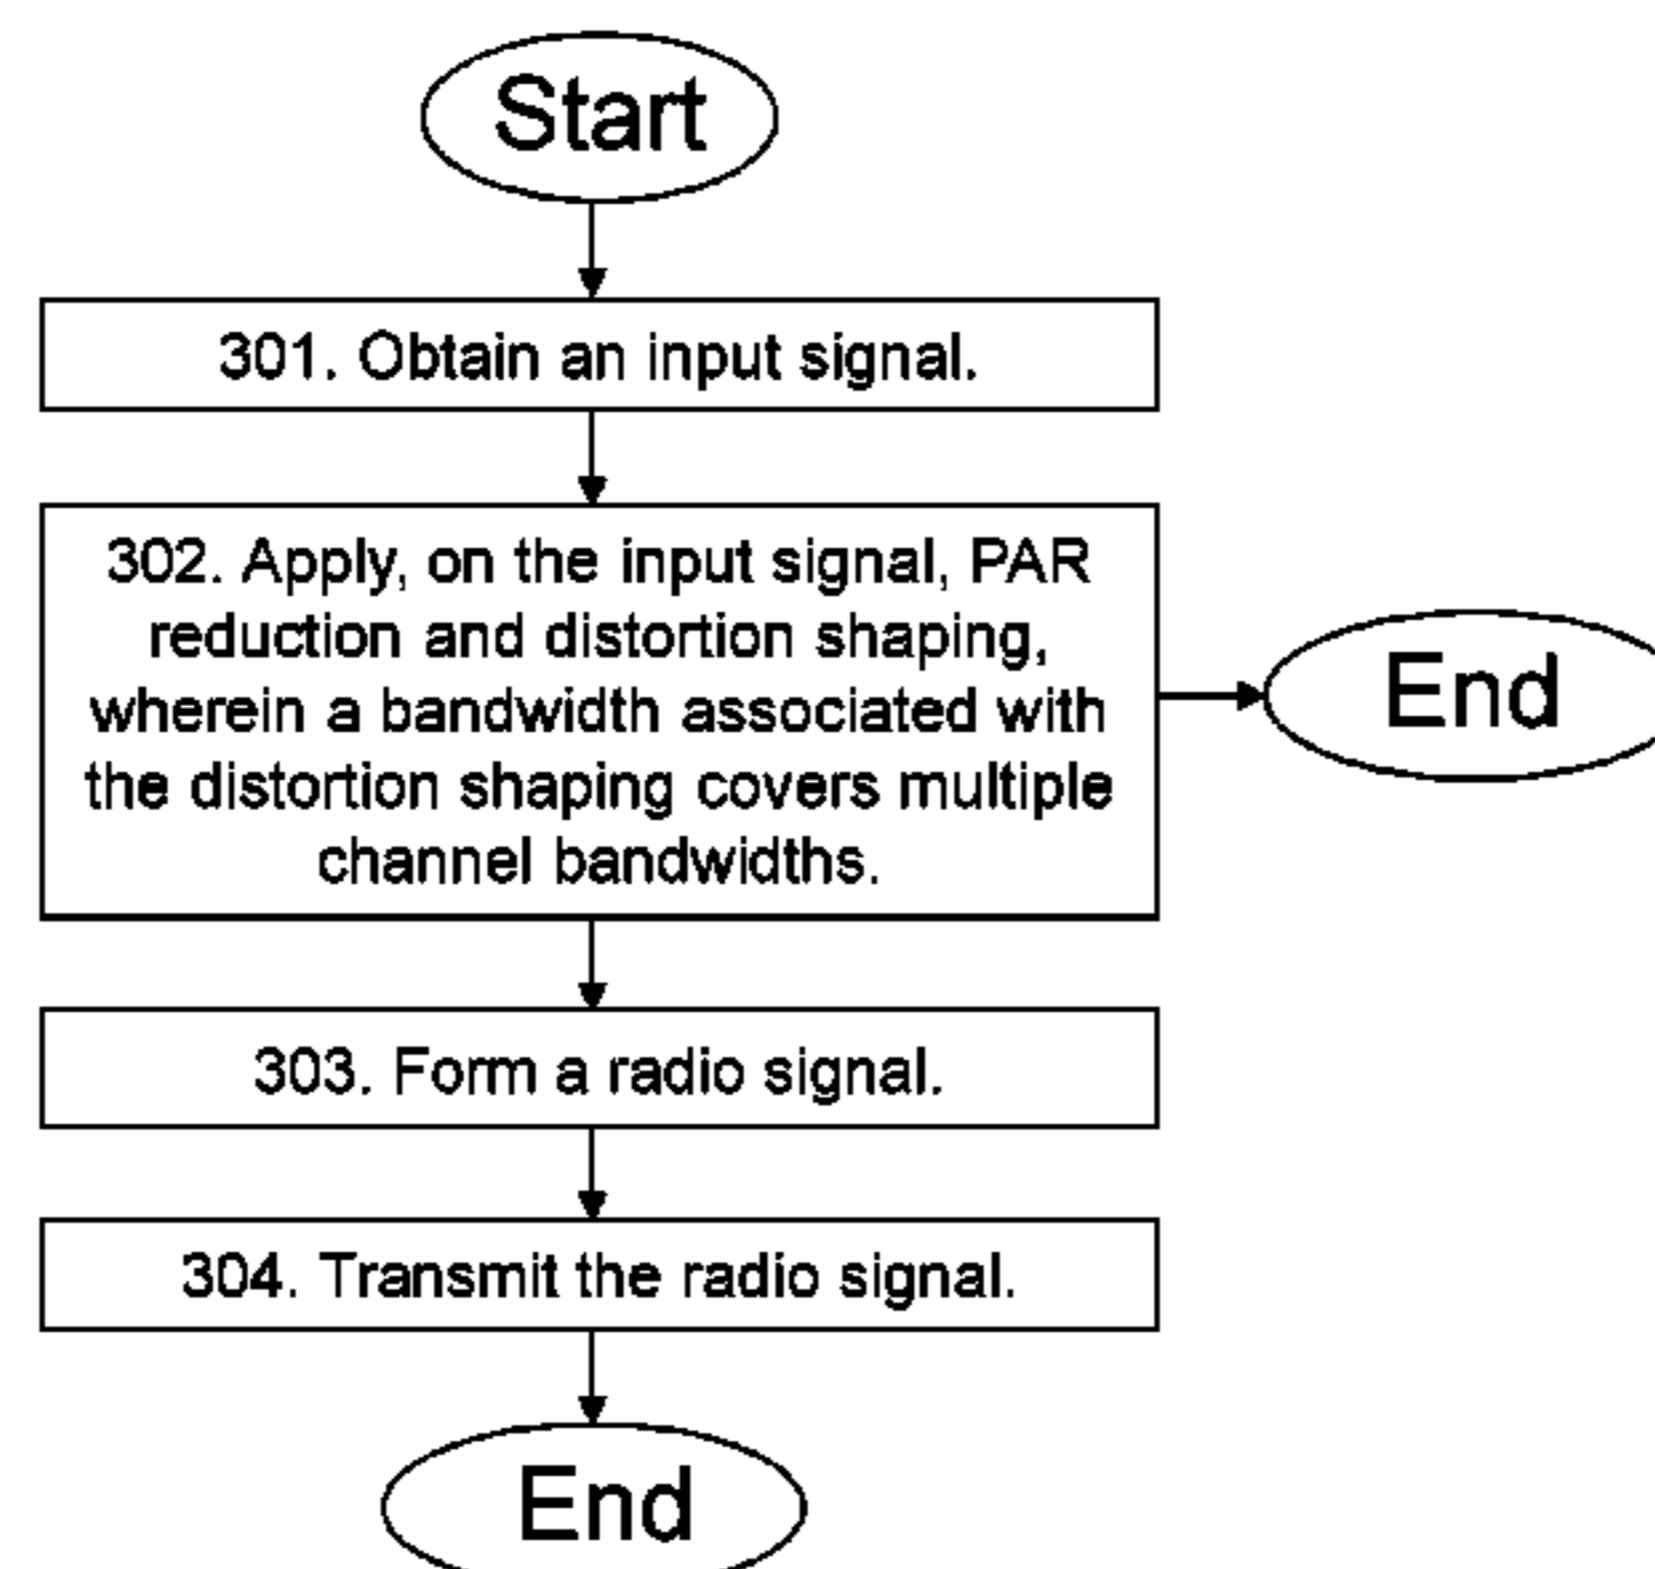 Start
301. Obtain an input signal.
302. Apply, on the input signal, PAR
reduction and distortion shaping,
wherein a bandwidth associated with
the distortion shaping covers multiple
channel bandwidths.
End
303. Form a radio signal.
304. Transmit the radio signal.
End